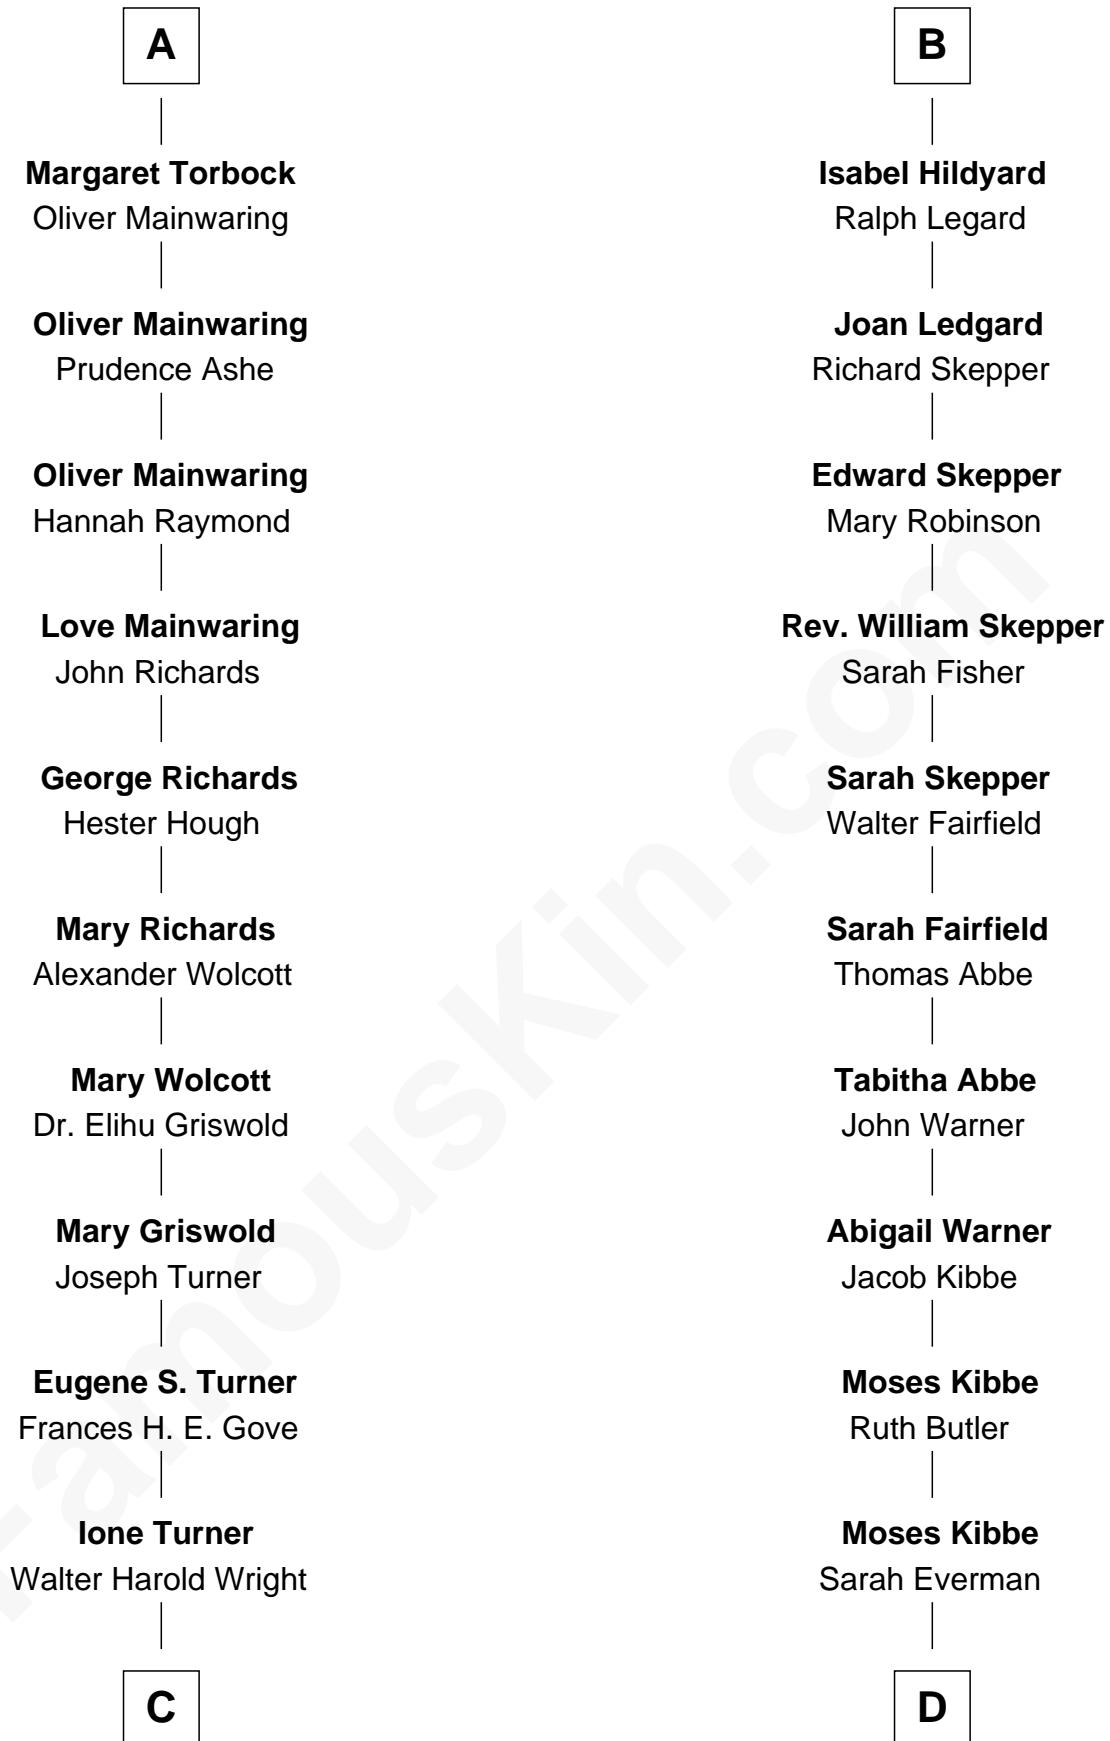 A
Margaret Torbock
Oliver Mainwaring
Oliver Mainwaring
Prudence Ashe
Oliver Mainwaring
Hannah Raymond
Love Mainwaring
John Richards
George Richards
Hester Hough
Mary Richards
Alexander Wolcott
Mary Wolcott
Dr. Elihu Griswold
Mary Griswold
Joseph Turner
Eugene S. Turner
Frances H. E. Gove
Ione Turner
Walter Harold Wright
C
B
Isabel Hildyard
Ralph Legard
Joan Ledgard
Richard Skepper
Edward Skepper
Mary Robinson
Rev. William Skepper
Sarah Fisher
Sarah Skepper
Walter Fairfield
Sarah Fairfield
Thomas Abbe
Tabitha Abbe
John Warner
Abigail Warner
Jacob Kibbe
Moses Kibbe
Ruth Butler
Moses Kibbe
Sarah Everman
D
FamousKin.com